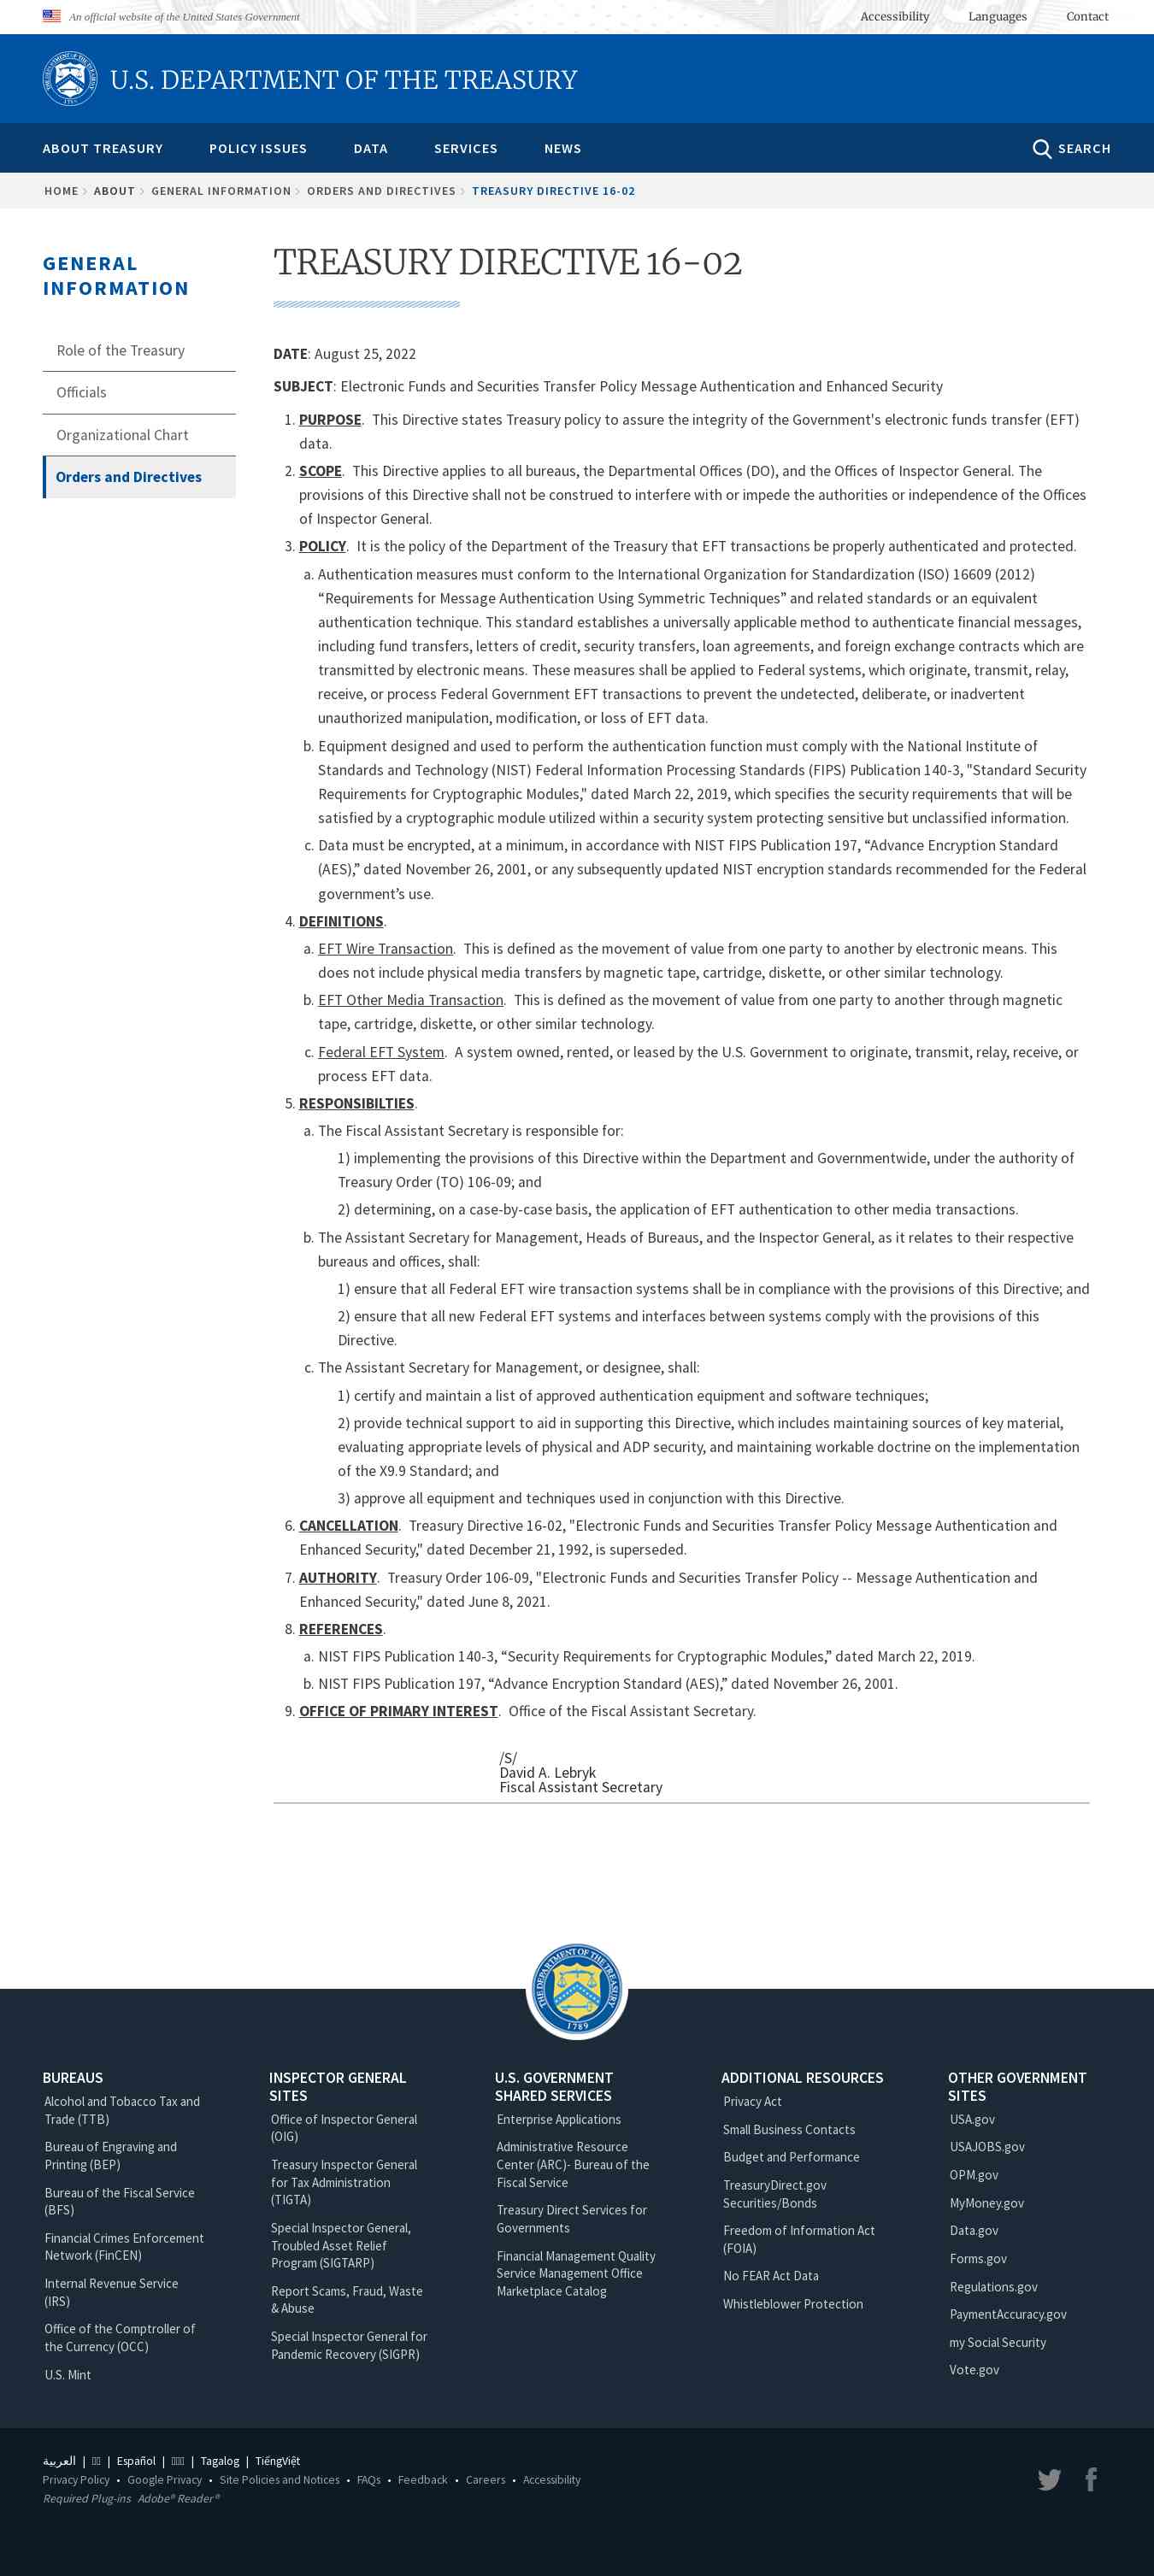 An official website of the United States Government
Accessibility Languages Contact
U.S. DEPARTMENT OF THE TREASURY
ABOUT TREASURY POLICY ISSUES DATA SERVICES NEWS SEARCH
HOME ABOUT GENERAL INFORMATION ORDERS AND DIRECTIVES TREASURY DIRECTIVE 16-02
GENERAL
INFORMATION
Role of the Treasury
Officials
Organizational Chart
Orders and Directives
TREASURY DIRECTIVE 16-02
DATE: August 25, 2022
SUBJECT: Electronic Funds and Securities Transfer Policy Message Authentication and Enhanced Security
1. PURPOSE. This Directive states Treasury policy to assure the integrity of the Government's electronic funds transfer (EFT)
data.
2. SCOPE. This Directive applies to all bureaus, the Departmental Offices (DO), and the Offices of Inspector General. The
provisions of this Directive shall not be construed to interfere with or impede the authorities or independence of the Offices
of Inspector General.
3. POLICY. It is the policy of the Department of the Treasury that EFT transactions be properly authenticated and protected.
a. Authentication measures must conform to the International Organization for Standardization (ISO) 16609 (2012)
“Requirements for Message Authentication Using Symmetric Techniques” and related standards or an equivalent
authentication technique. This standard establishes a universally applicable method to authenticate financial messages,
including fund transfers, letters of credit, security transfers, loan agreements, and foreign exchange contracts which are
transmitted by electronic means. These measures shall be applied to Federal systems, which originate, transmit, relay,
receive, or process Federal Government EFT transactions to prevent the undetected, deliberate, or inadvertent
unauthorized manipulation, modification, or loss of EFT data.
b. Equipment designed and used to perform the authentication function must comply with the National Institute of
Standards and Technology (NIST) Federal Information Processing Standards (FIPS) Publication 140-3, "Standard Security
Requirements for Cryptographic Modules," dated March 22, 2019, which specifies the security requirements that will be
satisfied by a cryptographic module utilized within a security system protecting sensitive but unclassified information.
c. Data must be encrypted, at a minimum, in accordance with NIST FIPS Publication 197, “Advance Encryption Standard
(AES),” dated November 26, 2001, or any subsequently updated NIST encryption standards recommended for the Federal
government’s use.
4. DEFINITIONS.
a. EFT Wire Transaction. This is defined as the movement of value from one party to another by electronic means. This
does not include physical media transfers by magnetic tape, cartridge, diskette, or other similar technology.
b. EFT Other Media Transaction. This is defined as the movement of value from one party to another through magnetic
tape, cartridge, diskette, or other similar technology.
c. Federal EFT System. A system owned, rented, or leased by the U.S. Government to originate, transmit, relay, receive, or
process EFT data.
5. RESPONSIBILTIES.
a. The Fiscal Assistant Secretary is responsible for:
1) implementing the provisions of this Directive within the Department and Governmentwide, under the authority of
Treasury Order (TO) 106-09; and
2) determining, on a case-by-case basis, the application of EFT authentication to other media transactions.
b. The Assistant Secretary for Management, Heads of Bureaus, and the Inspector General, as it relates to their respective
bureaus and offices, shall:
1) ensure that all Federal EFT wire transaction systems shall be in compliance with the provisions of this Directive; and
2) ensure that all new Federal EFT systems and interfaces between systems comply with the provisions of this
Directive.
c. The Assistant Secretary for Management, or designee, shall:
1) certify and maintain a list of approved authentication equipment and software techniques;
2) provide technical support to aid in supporting this Directive, which includes maintaining sources of key material,
evaluating appropriate levels of physical and ADP security, and maintaining workable doctrine on the implementation
of the X9.9 Standard; and
3) approve all equipment and techniques used in conjunction with this Directive.
6. CANCELLATION. Treasury Directive 16-02, "Electronic Funds and Securities Transfer Policy Message Authentication and
Enhanced Security," dated December 21, 1992, is superseded.
7. AUTHORITY. Treasury Order 106-09, "Electronic Funds and Securities Transfer Policy -- Message Authentication and
Enhanced Security," dated June 8, 2021.
8. REFERENCES.
a. NIST FIPS Publication 140-3, “Security Requirements for Cryptographic Modules,” dated March 22, 2019.
b. NIST FIPS Publication 197, “Advance Encryption Standard (AES),” dated November 26, 2001.
9. OFFICE OF PRIMARY INTEREST. Office of the Fiscal Assistant Secretary.
/S/
David A. Lebryk
Fiscal Assistant Secretary
THE DEPARTMENT OF THE TREASURY
1789
BUREAUS
Alcohol and Tobacco Tax and
Trade (TTB)
Bureau of Engraving and
Printing (BEP)
Bureau of the Fiscal Service
(BFS)
Financial Crimes Enforcement
Network (FinCEN)
Internal Revenue Service
(IRS)
Office of the Comptroller of
the Currency (OCC)
U.S. Mint
INSPECTOR GENERAL
SITES
Office of Inspector General
(OIG)
Treasury Inspector General
for Tax Administration
(TIGTA)
Special Inspector General,
Troubled Asset Relief
Program (SIGTARP)
Report Scams, Fraud, Waste
& Abuse
Special Inspector General for
Pandemic Recovery (SIGPR)
U.S. GOVERNMENT
SHARED SERVICES
Enterprise Applications
Administrative Resource
Center (ARC)- Bureau of the
Fiscal Service
Treasury Direct Services for
Governments
Financial Management Quality
Service Management Office
Marketplace Catalog
ADDITIONAL RESOURCES
Privacy Act
Small Business Contacts
Budget and Performance
TreasuryDirect.gov
Securities/Bonds
Freedom of Information Act
(FOIA)
No FEAR Act Data
Whistleblower Protection
OTHER GOVERNMENT
SITES
USA.gov
USAJOBS.gov
OPM.gov
MyMoney.gov
Data.gov
Forms.gov
Regulations.gov
PaymentAccuracy.gov
my Social Security
Vote.gov
العربية | | Español | | Tagalog | TiếngViệt
Privacy Policy • Google Privacy • Site Policies and Notices • FAQs • Feedback • Careers • Accessibility
Required Plug-ins Adobe® Reader®